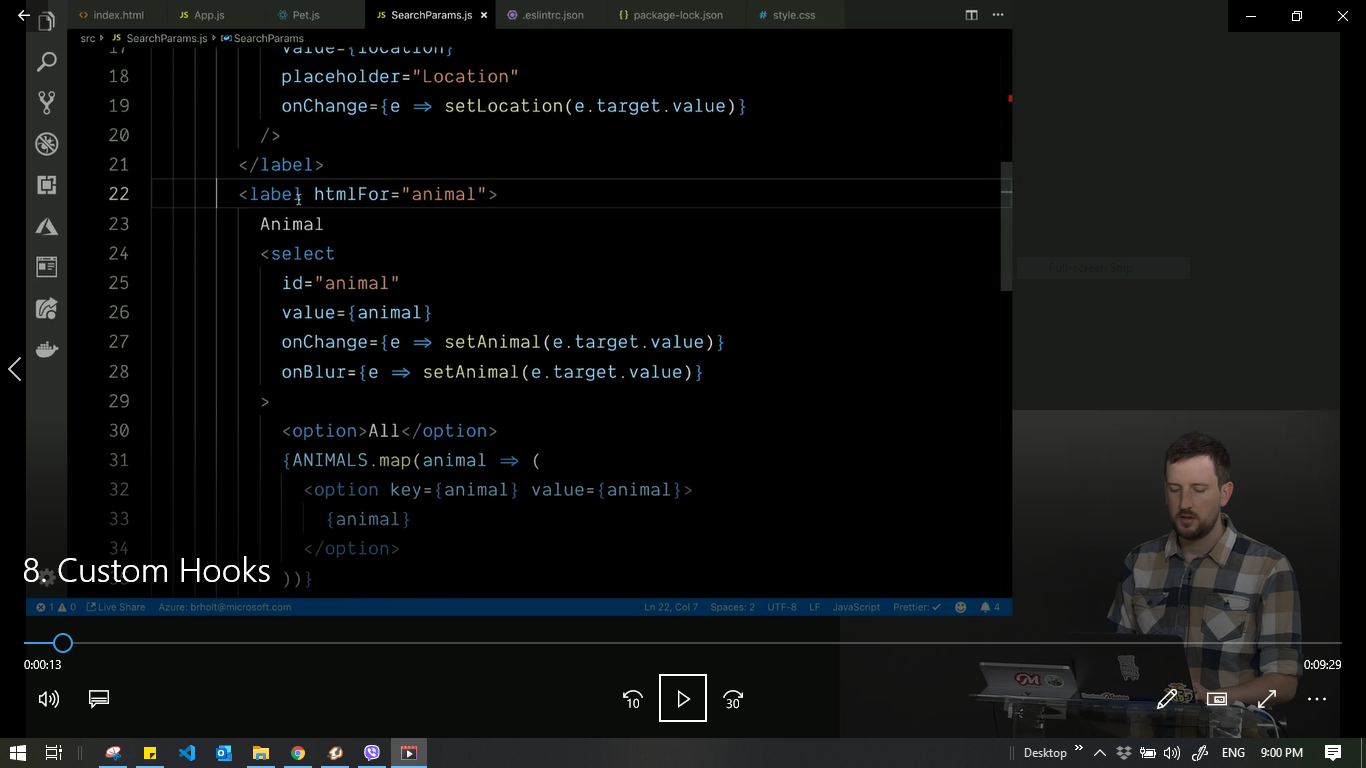 index.html
JS App.js
Pet.js
JS SearchParams.js ×
.eslintrc.json
{} package-lock.json
# style.css
src › JS SearchParams.js › SearchParams
17 value={location}
18 placeholder="Location"
19 onChange={e => setLocation(e.target.value)}
20 />
21 </label>
22 <label htmlFor="animal">
23 Animal
24 <select
25 id="animal"
26 value={animal}
27 onChange={e => setAnimal(e.target.value)}
28 onBlur={e => setAnimal(e.target.value)}
29 >
30 <option>All</option>
31 {ANIMALS.map(animal => (
32 <option key={animal} value={animal}>
33 {animal}
34 </option>
))}
Full-screen Snip
8. Custom Hooks
1 0 Live Share Azure: brholt@microsoft.com
Ln 22, Col 7 Spaces: 2 UTF-8 LF JavaScript Prettier: ✓ 4
0:00:13
0:09:29
10
30
Desktop
ENG
9:00 PM